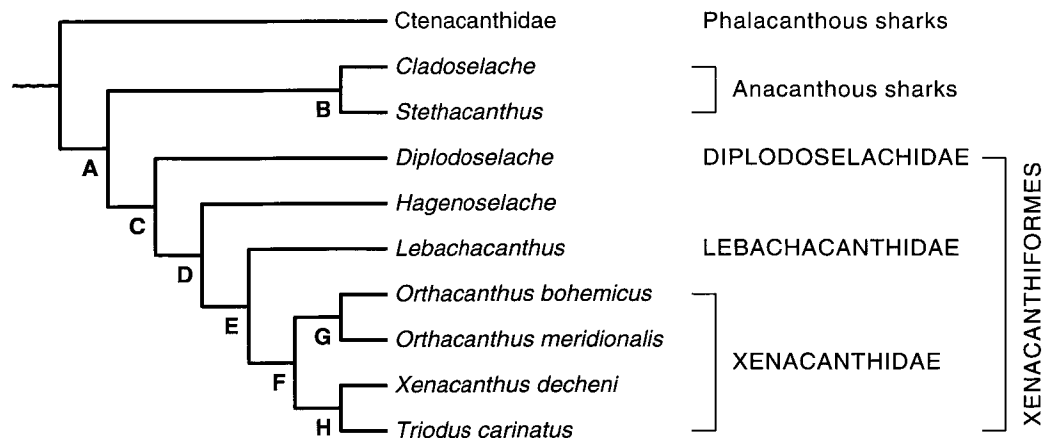 Ctenacanthidae Phalacanthous sharks
Cladoselache
Anacanthous sharks
B
Stethacanthus
A
Diplodoselache DIPLODOSELACHIDAE
Hagenoselache
C
Lebachacanthus LEBACHACANTHIDAE
D
Orthacanthus bohemicus
E
G
Orthacanthus meridionalis
XENACANTHIDAE
F
Xenacanthus decheni
H
Triodus carinatus
XENACANTHIFORMES